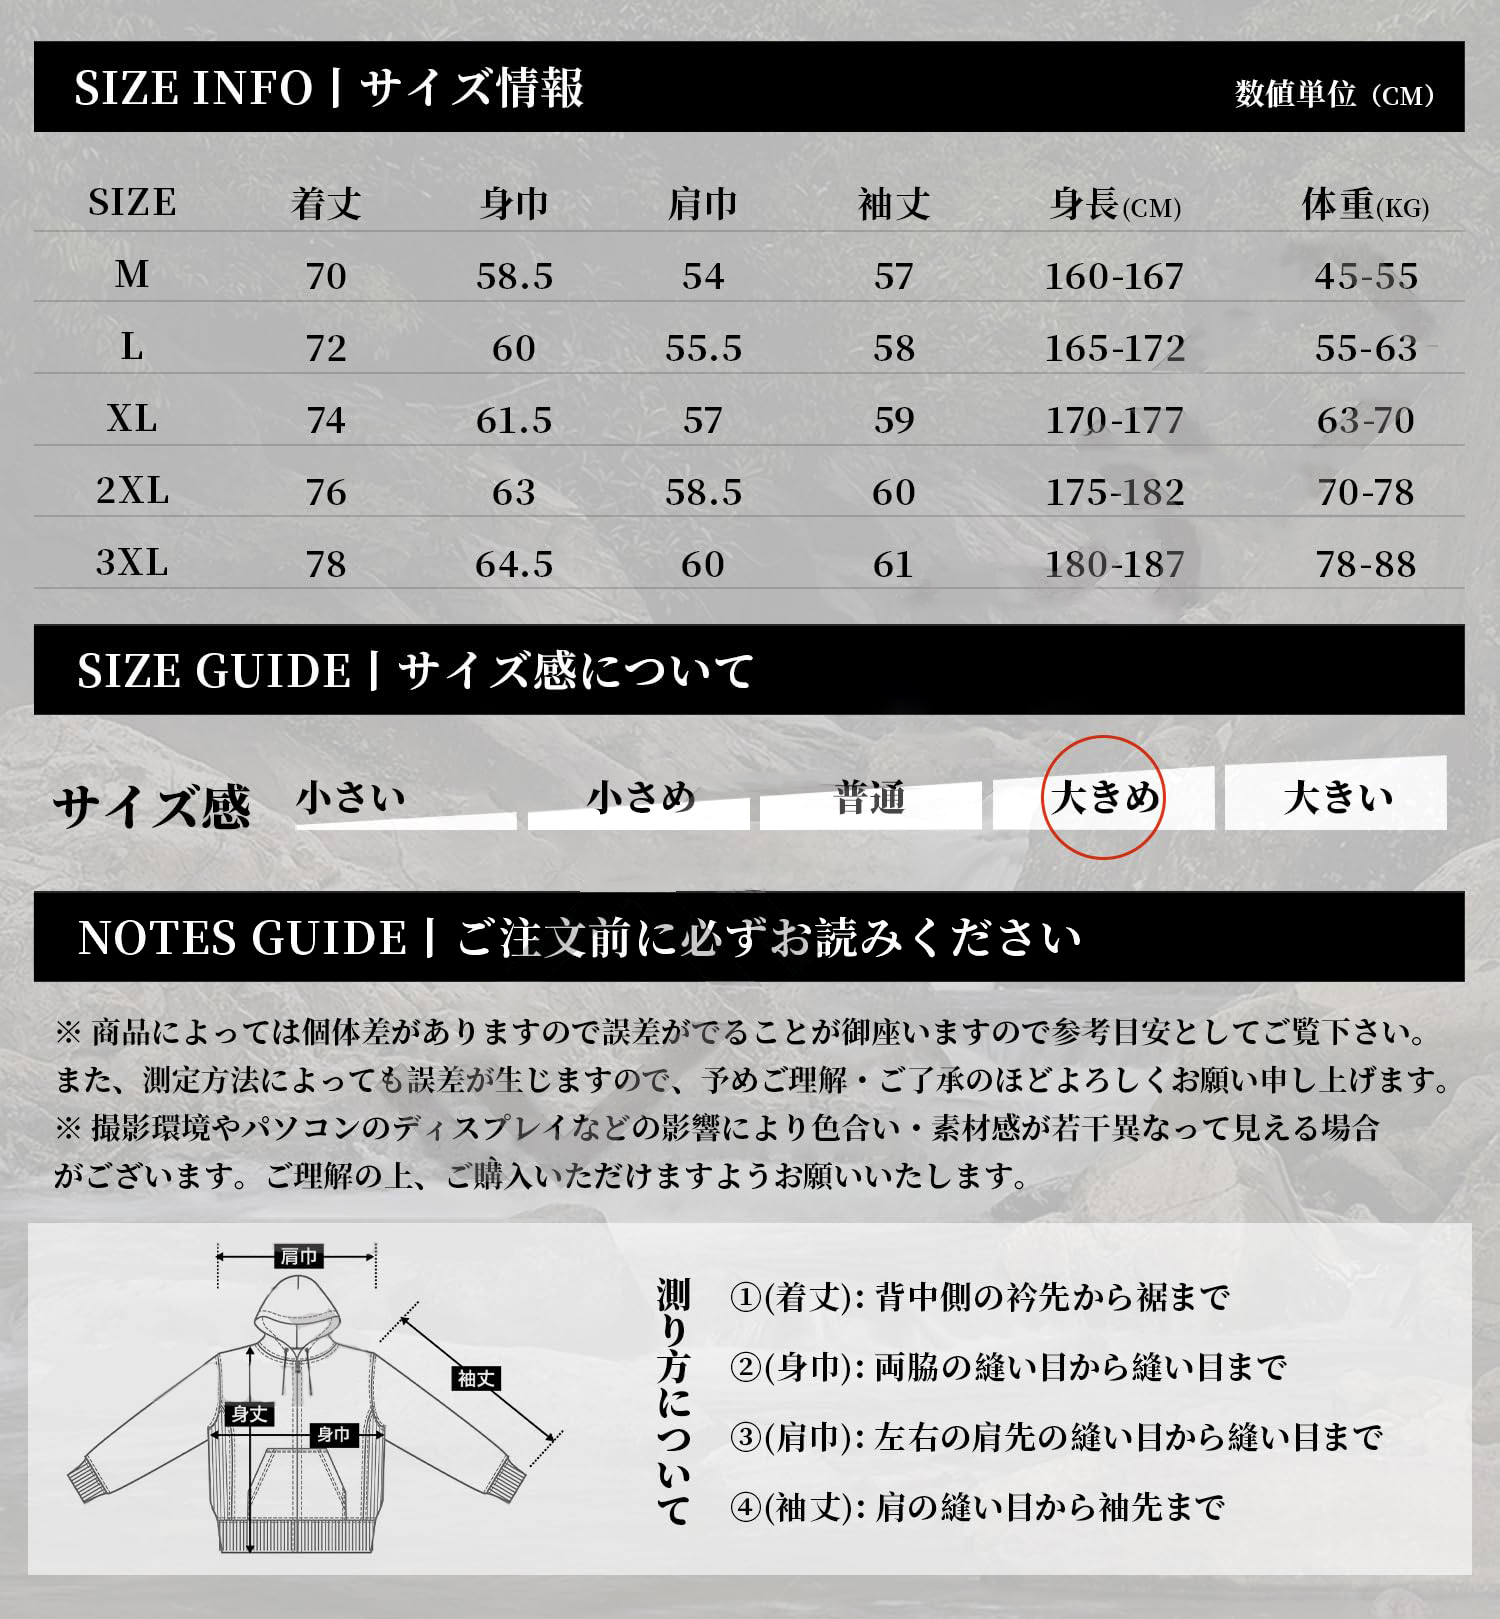 SIZE INFO | サイズ情報
数値単位（CM）
SIZE 着丈 身巾 肩巾 袖丈 身長(CM) 体重(KG)
M 70 58.5 54 57 160-167 45-55
L 72 60 55.5 58 165-172 55-63
XL 74 61.5 57 59 170-177 63-70
2XL 76 63 58.5 60 175-182 70-78
3XL 78 64.5 60 61 180-187 78-88
SIZE GUIDE | サイズ感について
サイズ感 小さい 小さめ 普通 大きめ 大きい
NOTES GUIDE | ご注文前に必ずお読みください
※ 商品によっては個体差がありますので誤差がでることが御座いますので参考目安としてご覧下さい。
また、測定方法によっても誤差が生じますので、予めご理解・ご了承のほどよろしくお願い申し上げます。
※ 撮影環境やパソコンのディスプレイなどの影響により色合い・素材感が若干異なって見える場合
がございます。ご理解の上、ご購入いただけますようお願いいたします。
肩巾
袖丈
身丈
身巾
測り方について
①(着丈)：背中側の衿先から裾まで
②(身巾)：両脇の縫い目から縫い目まで
③(肩巾)：左右の肩先の縫い目から縫い目まで
④(袖丈)：肩の縫い目から袖先まで